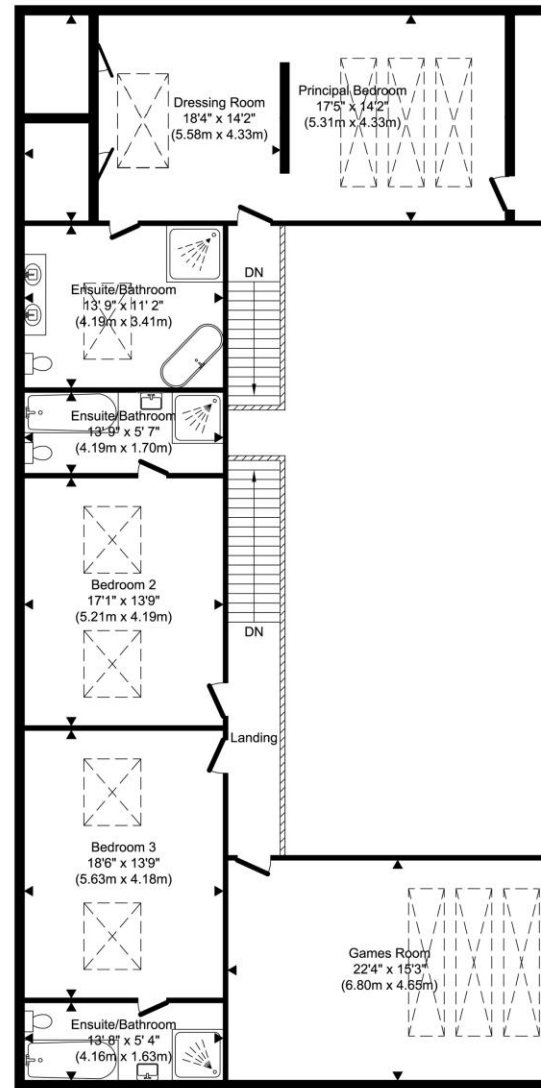 Dressing Room
18'4" x 14'2"
(5.58m x 4.33m)
Principal Bedroom
17'5" x 14'2"
(5.31m x 4.33m)
Ensuite/Bathroom
13' 9" x 11' 2"
(4.19m x 3.41m)
DN
Ensuite/Bathroom
13' 9" x 5' 7"
(4.19m x 1.70m)
Bedroom 2
17'1" x 13'9"
(5.21m x 4.19m)
DN
Landing
Bedroom 3
18'6" x 13'9"
(5.63m x 4.18m)
Games Room
22'4" x 15'3"
(6.80m x 4.65m)
Ensuite/Bathroom
13' 8" x 5' 4"
(4.16m x 1.63m)